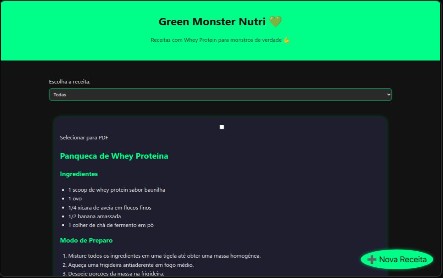 Green Monster Nutri 🧡
Receitas com Whey Protein para monstros de verdade 💪
Escolha a receita:
Todas
Selecionar para PDF
Panqueca de Whey Proteina
Ingredientes
1 scoop de whey protein sabor baunilha
1 ovo
1/4 xícara de aveia em flocos finos
1/2 banana amassada
1 colher de chá de fermento em pó
Modo de Preparo
1. Misture todos os ingredientes em uma tigela até obter uma massa homogênea.
2. Aqueça uma frigideira antiaderente em fogo médio.
3. Despeje porções da massa na frigideira.
➕ Nova Receita